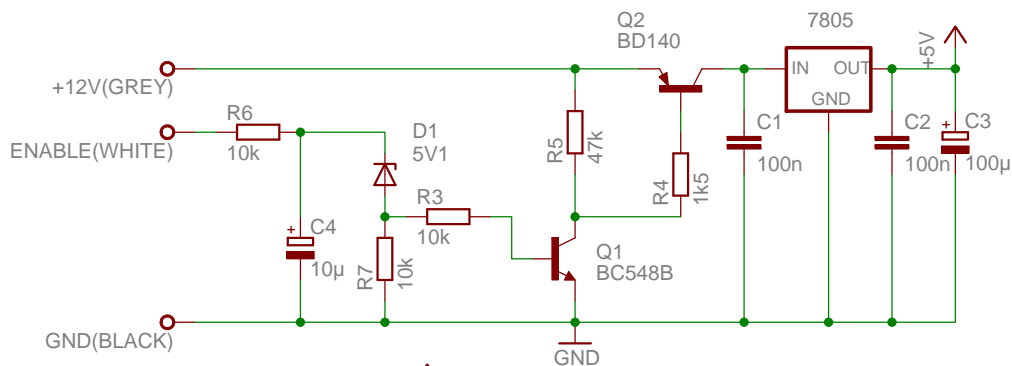 Q2
BD140
7805
+5V
+12V(GREY)
IN
OUT
GND
R6
10k
D1
5V1
R5
47k
C1
100n
C2
100n
C3
+
100µ
ENABLE(WHITE)
R4
1k5
R3
10k
+
C4
10µ
R7
10k
Q1
BC548B
GND(BLACK)
GND